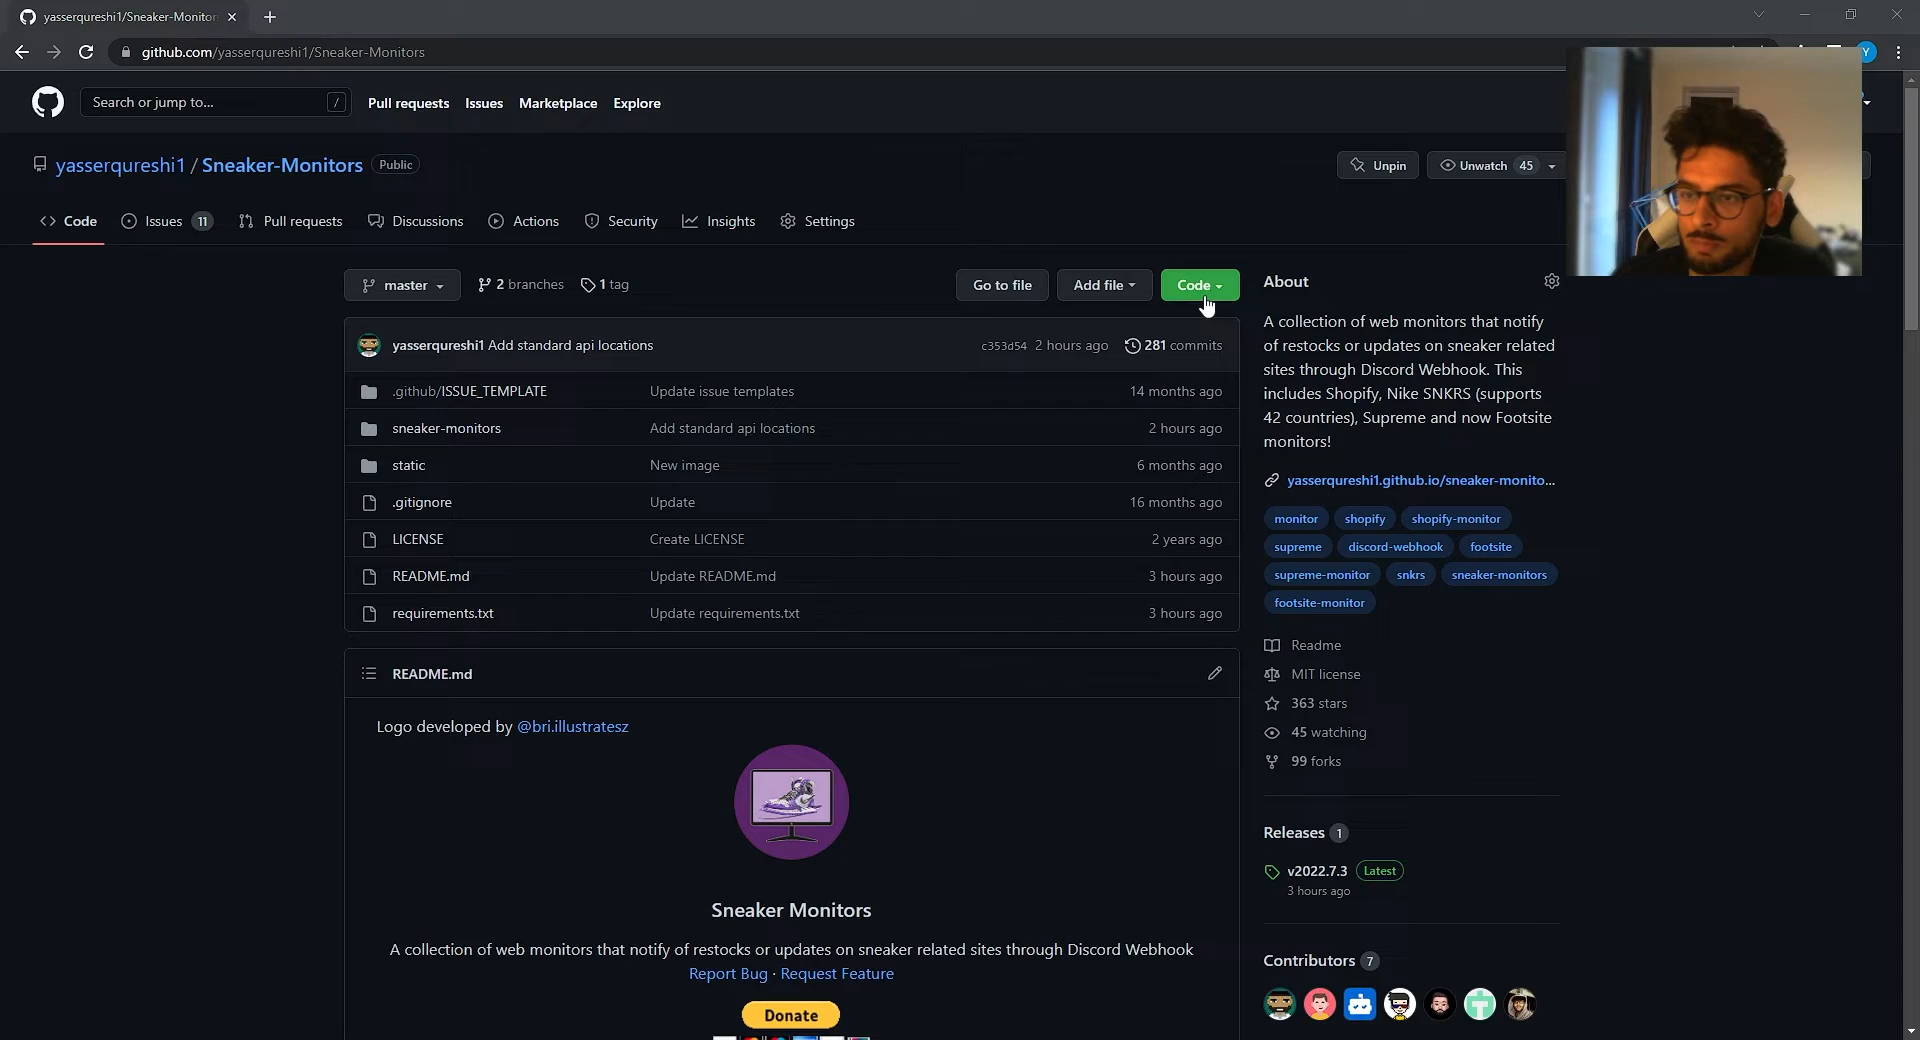 yasserqureshi1/Sneaker-Monitor
github.com/yasserqureshi1/Sneaker-Monitors
Y
Search or jump to...
/
Pull requests
Issues
Marketplace
Explore
yasserqureshi1 / Sneaker-Monitors
Public
Unpin
Unwatch 45
Code
Issues 11
Pull requests
Discussions
Actions
Security
Insights
Settings
master
2 branches
1 tag
Go to file
Add file
Code
yasserqureshi1 Add standard api locations
c353d54 2 hours ago
281 commits
.github/ISSUE_TEMPLATE
Update issue templates
14 months ago
sneaker-monitors
Add standard api locations
2 hours ago
static
New image
6 months ago
.gitignore
Update
16 months ago
LICENSE
Create LICENSE
2 years ago
README.md
Update README.md
3 hours ago
requirements.txt
Update requirements.txt
3 hours ago
README.md
Logo developed by @bri.illustratesz
Sneaker Monitors
A collection of web monitors that notify of restocks or updates on sneaker related sites through Discord Webhook
Report Bug · Request Feature
Donate
About
A collection of web monitors that notify
of restocks or updates on sneaker related
sites through Discord Webhook. This
includes Shopify, Nike SNKRS (supports
42 countries), Supreme and now Footsite
monitors!
yasserqureshi1.github.io/sneaker-monito...
monitor
shopify
shopify-monitor
supreme
discord-webhook
footsite
supreme-monitor
snkrs
sneaker-monitors
footsite-monitor
Readme
MIT license
363 stars
45 watching
99 forks
Releases 1
v2022.7.3 Latest
3 hours ago
Contributors 7